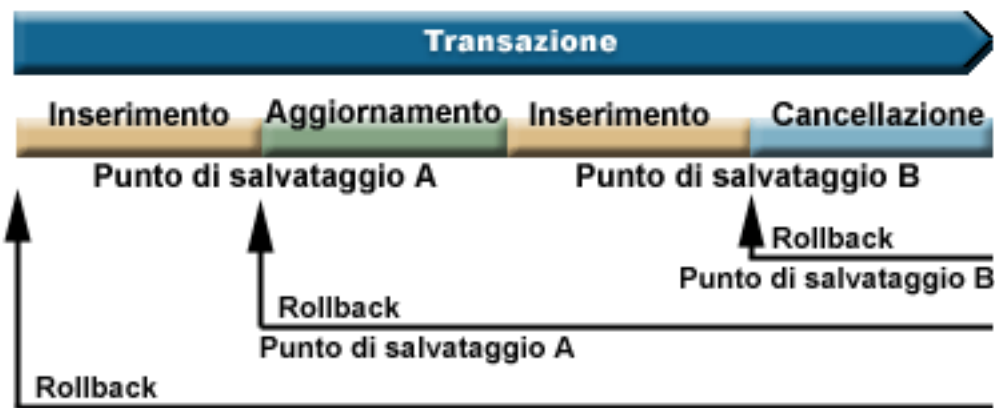 Transazione
Inserimento Aggiornamento Inserimento Cancellazione
Punto di salvataggio A Punto di salvataggio B
Rollback
Punto di salvataggio B
Rollback
Punto di salvataggio A
Rollback